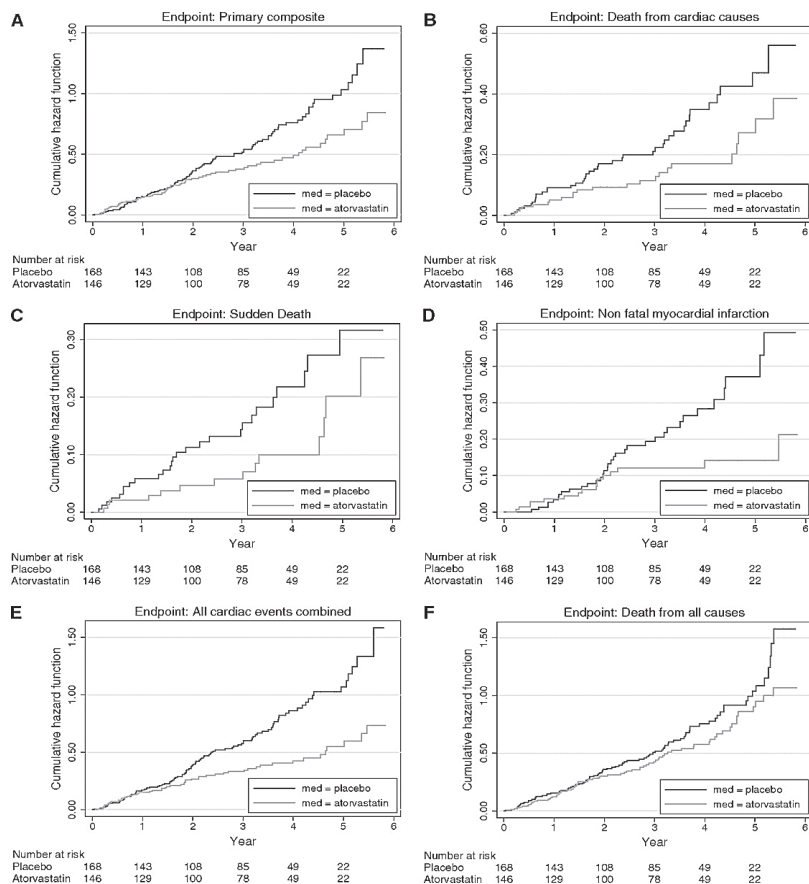 A
Endpoint: Primary composite
Cumulative hazard function
1.50
1.00
0.50
0.00
med = placebo
med = atorvastatin
0 1 2 3 4 5 6
Year
Number at risk
Placebo 168 143 108 85 49 22
Atorvastatin 146 129 100 78 49 22
B
Endpoint: Death from cardiac causes
Cumulative hazard function
0.60
0.40
0.20
0.00
med = placebo
med = atorvastatin
0 1 2 3 4 5 6
Year
Number at risk
Placebo 168 143 108 85 49 22
Atorvastatin 146 129 100 78 49 22
C
Endpoint: Sudden Death
Cumulative hazard function
0.30
0.20
0.10
0.00
med = placebo
med = atorvastatin
0 1 2 3 4 5 6
Year
Number at risk
Placebo 168 143 108 85 49 22
Atorvastatin 146 129 100 78 49 22
D
Endpoint: Non fatal myocardial infarction
Cumulative hazard function
0.50
0.40
0.30
0.20
0.10
0.00
med = placebo
med = atorvastatin
0 1 2 3 4 5 6
Year
Number at risk
Placebo 168 143 108 85 49 22
Atorvastatin 146 129 100 78 49 22
E
Endpoint: All cardiac events combined
Cumulative hazard function
1.50
1.00
0.50
0.00
med = placebo
med = atorvastatin
0 1 2 3 4 5 6
Year
Number at risk
Placebo 168 143 108 85 49 22
Atorvastatin 146 129 100 78 49 22
F
Endpoint: Death from all causes
Cumulative hazard function
1.50
1.00
0.50
0.00
med = placebo
med = atorvastatin
0 1 2 3 4 5 6
Year
Number at risk
Placebo 168 143 108 85 49 22
Atorvastatin 146 129 100 78 49 22